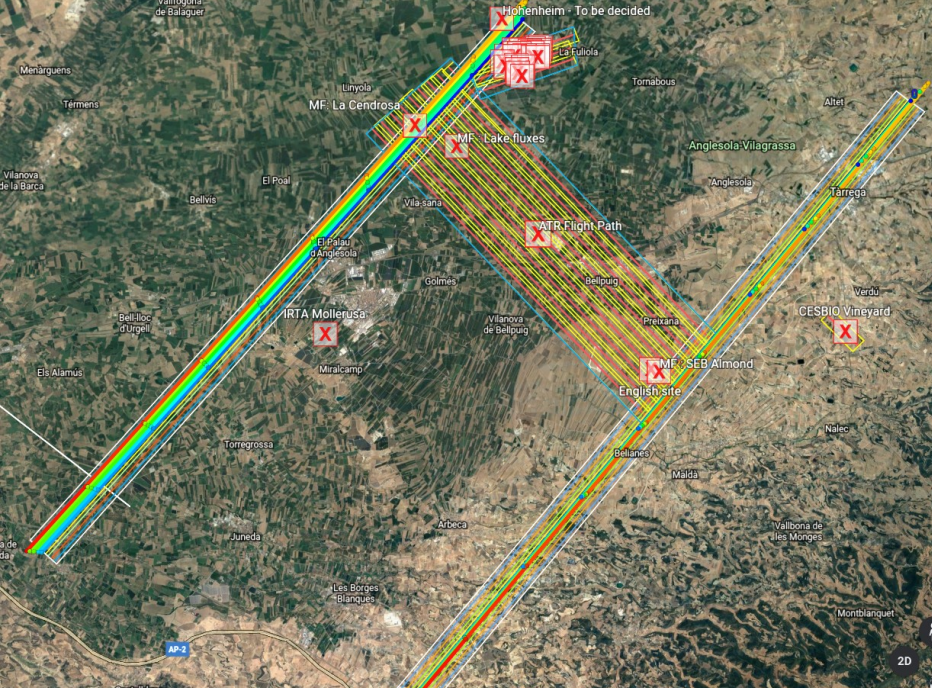 Vallfogona
de Balaguer
Hohenheim - To be decided
La Fuliola
Menàrguens
Linyola
Tornabous
Térmens
MF: La Cendrosa
Altet
MF: Lake fluxes
Anglesola-Vilagrassa
Vilanova
de la Barca
El Poal
Anglesola
Tàrrega
Bellvís
Vila-sana
ATR Flight Path
El Palau
d'Anglesola
Golmés
Bellpuig
Verdú
Bell-lloc
d'Urgell
IRTA Mollerusa
Vilanova
de Bellpuig
Preixana
CESBIO Vineyard
Els Alamús
Miralcamp
MF: SEB Almond
English site
Nalec
Torregrossa
Belianes
Maldà
Arbeca
Vallbona de
les Monges
Juneda
a de
da
Les Borges
Blanques
Montblanquet
AP-2
2D